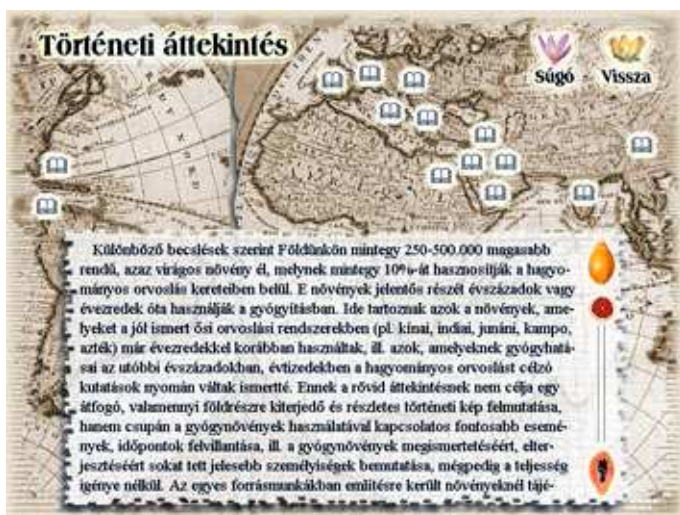 Történeti áttekintés
Súgó
Vissza
Különböző becslések szerint Földünkön mintegy 250-500.000 magasabb
rendű, azaz virágos növény él, melynek mintegy 10%-át hasznosítják a hagyo-
mányos orvoslás keretein belül. E növények jelentős részét évszázadok vagy
évezredek óta használják a gyógyításban. Ide tartoznak azok a növények, ame-
lyeket a jól ismert ősi orvoslási rendszerekben (pl. kínai, indiai, junáni, kampo,
azték) már évezredekkel korábban használtak, ill. azok, amelyeknek gyógyhatá-
sai az utóbbi évszázadokban, évtizedekben a hagyományos orvoslást célzó
kutatások nyomán váltak ismertté. Ennek a rövid áttekintésnek nem célja egy
átfogó, valamennyi földrészre kiterjedő és részletes történeti kép felmutatása,
hanem csupán a gyógynövények használatával kapcsolatos fontosabb esemé-
nyek, időpontok felvillantása, ill. a gyógynövények megismertetéséért, elter-
jesztéséért sokat tett jelesebb személyiségek bemutatása, mégpedig a teljesség
igénye nélkül. Az egyes forrásmunkákban említésre került növényeknél tájé-